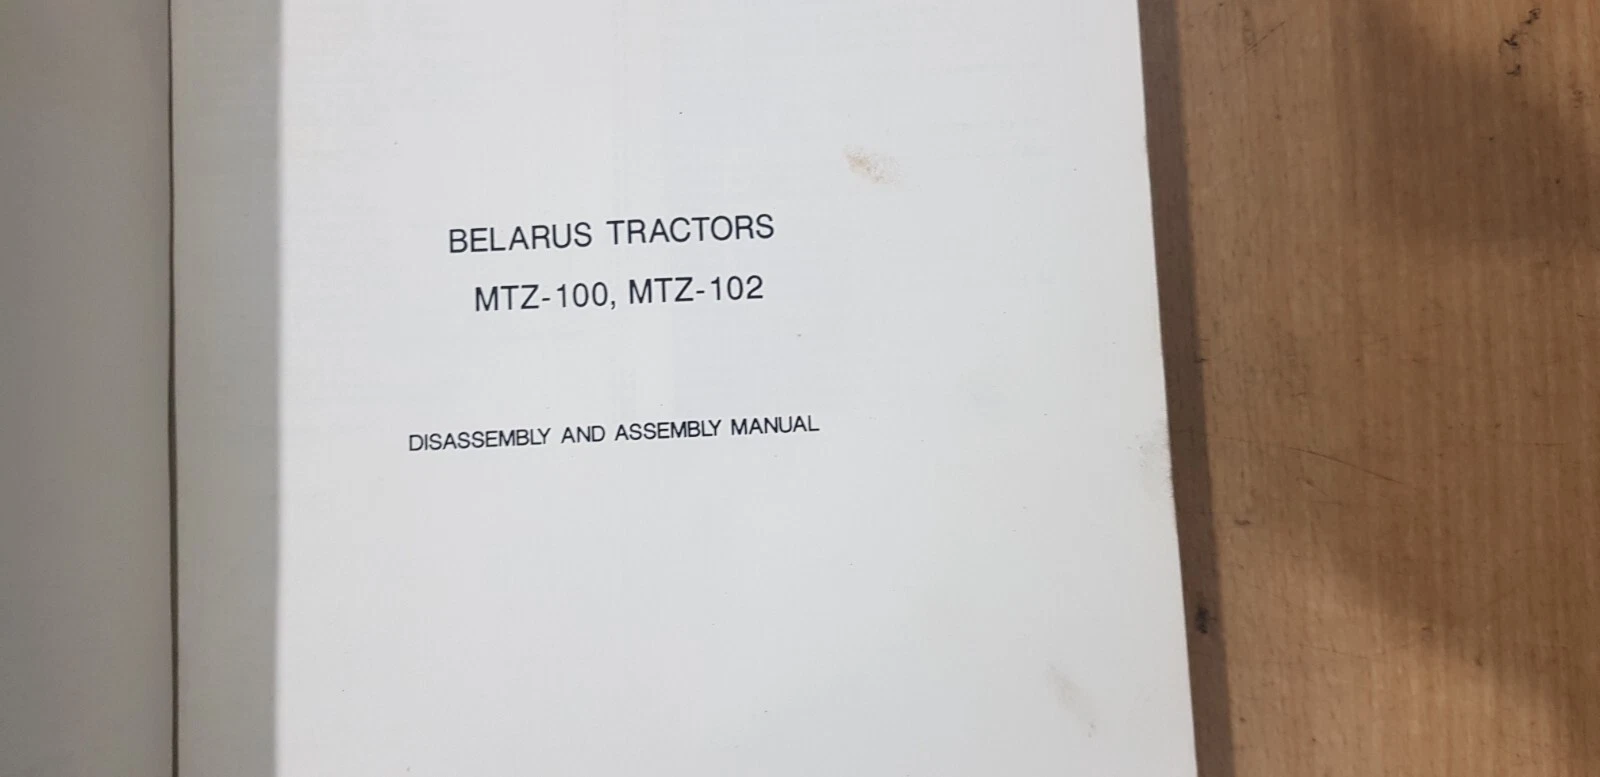 BELARUS TRACTORS
MTZ-100, MTZ-102
DISASSEMBLY AND ASSEMBLY MANUAL